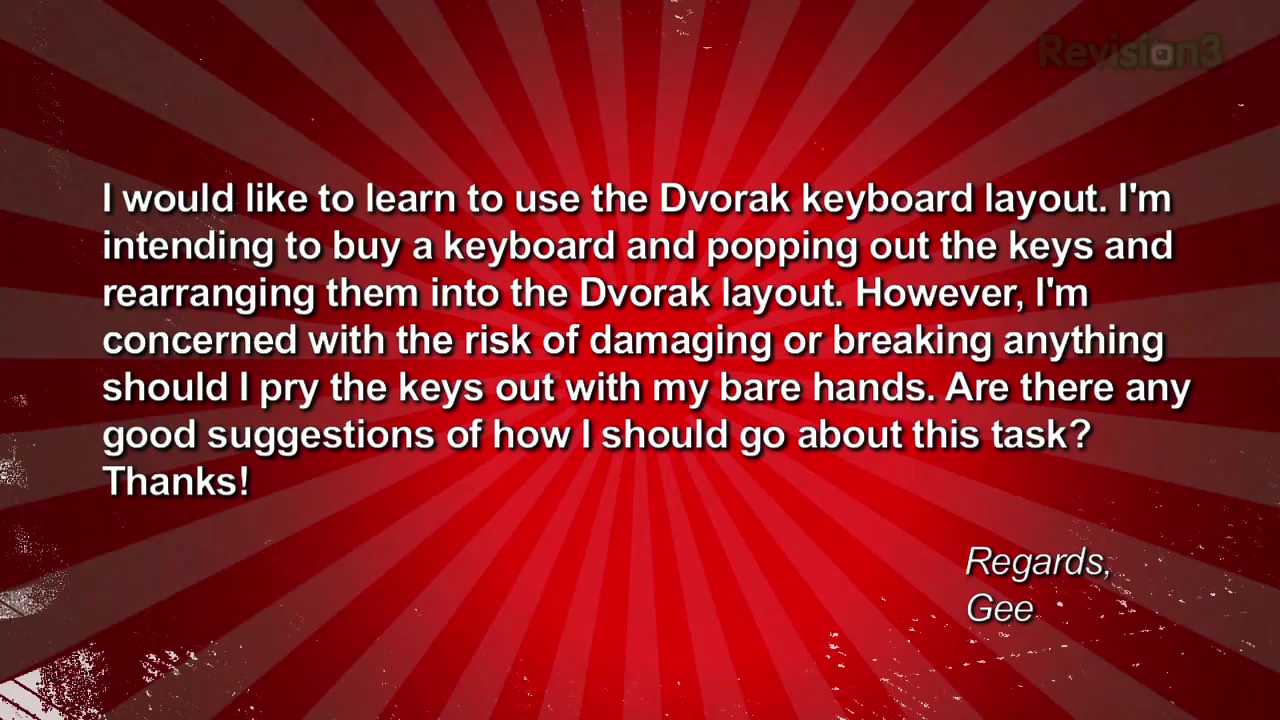 Revision3
I would like to learn to use the Dvorak keyboard layout. I'm
intending to buy a keyboard and popping out the keys and
rearranging them into the Dvorak layout. However, I'm
concerned with the risk of damaging or breaking anything
should I pry the keys out with my bare hands. Are there any
good suggestions of how I should go about this task?
Thanks!
Regards,
Gee